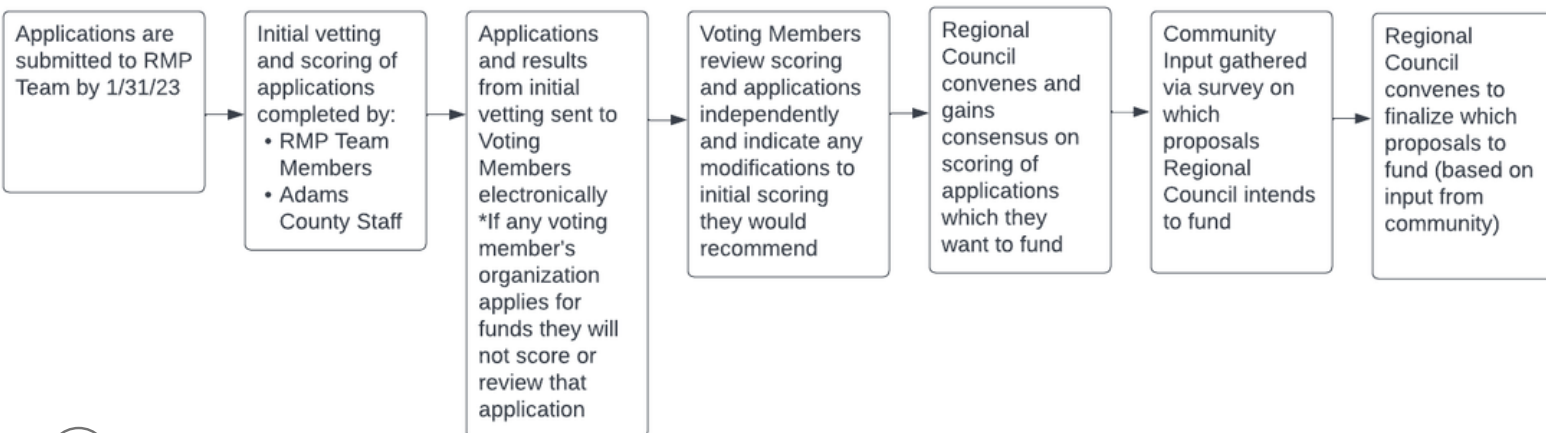 Applications are
submitted to RMP
Team by 1/31/23
Initial vetting
and scoring of
applications
completed by:
• RMP Team
Members
• Adams
County Staff
Applications
and results
from initial
vetting sent to
Voting
Members
electronically
*If any voting
member's
organization
applies for
funds they will
not score or
review that
application
Voting Members
review scoring
and applications
independently
and indicate any
modifications to
initial scoring
they would
recommend
Regional
Council
convenes and
gains
consensus on
scoring of
applications
which they
want to fund
Community
Input gathered
via survey on
which
proposals
Regional
Council intends
to fund
Regional
Council
convenes to
finalize which
proposals to
fund (based on
input from
community)